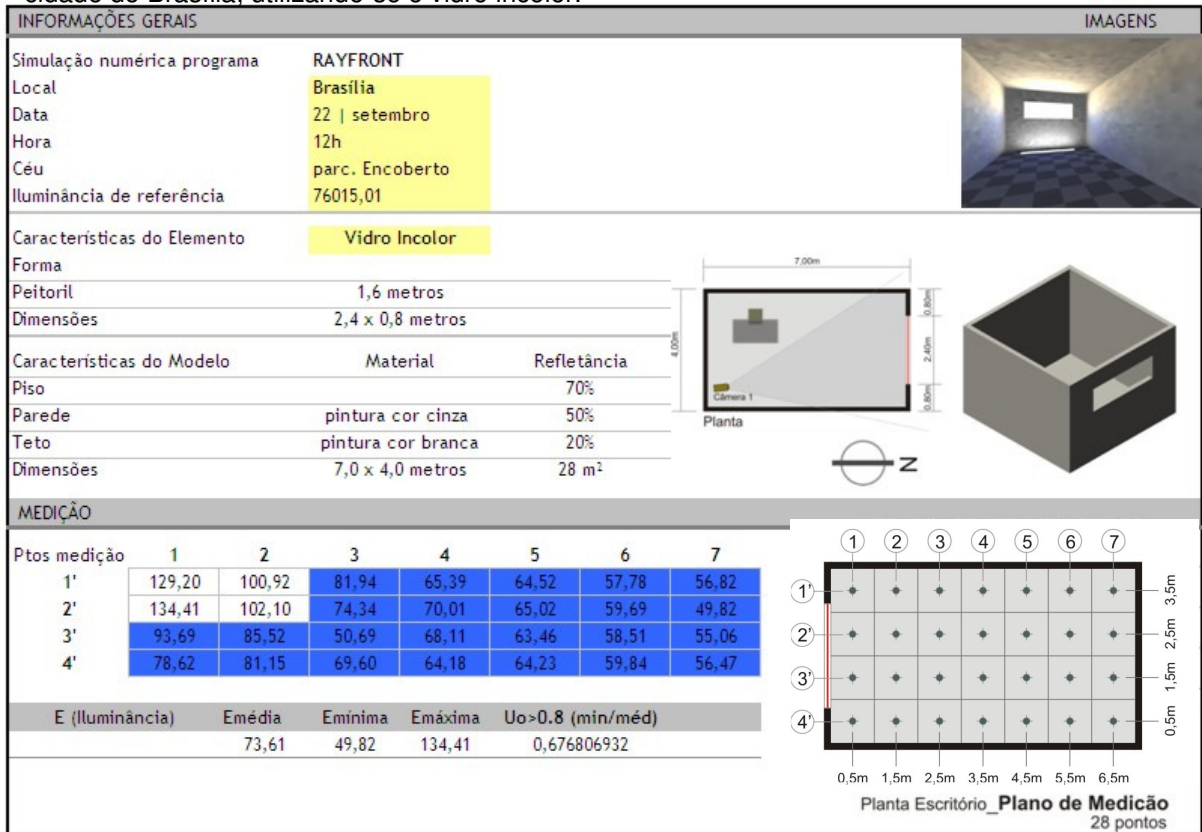 cidade de Brasília, utilizando-se o vidro incolor.
INFORMAÇÕES GERAIS IMAGENS
Simulação numérica programa RAYFRONT
Local Brasília
Data 22 | setembro
Hora 12h
Céu parc. Encoberto
Iluminância de referência 76015,01
Características do Elemento Vidro Incolor
Forma
Peitoril 1,6 metros
Dimensões 2,4 x 0,8 metros
Características do Modelo Material Refletância
Piso 70%
Parede pintura cor cinza 50%
Teto pintura cor branca 20%
Dimensões 7,0 x 4,0 metros 28 m²
7,00m
4,00m
0,80m
2,40m
0,80m
Câmera 1
Planta
Z
MEDIÇÃO
Ptos medição 1 2 3 4 5 6 7
1' 129,20 100,92 81,94 65,39 64,52 57,78 56,82
2' 134,41 102,10 74,34 70,01 65,02 59,69 49,82
3' 93,69 85,52 50,69 68,11 63,46 58,51 55,06
4' 78,62 81,15 69,60 64,18 64,23 59,84 56,47
E (Iluminância) Emédia Emínima Emáxima Uo>0.8 (min/méd)
73,61 49,82 134,41 0,676806932
1 2 3 4 5 6 7
1' 3,5m
2' 2,5m
3' 1,5m
4' 0,5m
0,5m 1,5m 2,5m 3,5m 4,5m 5,5m 6,5m
Planta Escritório_Plano de Medicão
28 pontos